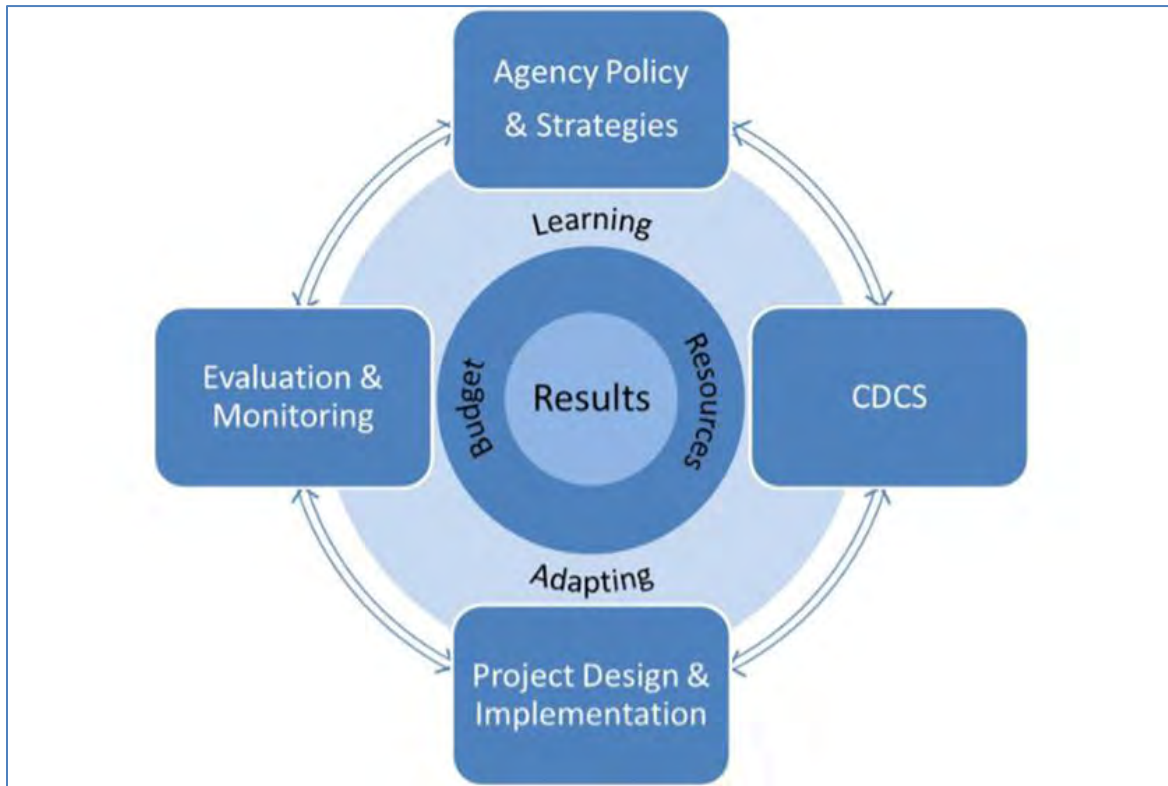 Agency Policy
& Strategies
Learning
Evaluation &
Monitoring
Budget
Results
Resources
CDCS
Adapting
Project Design &
Implementation